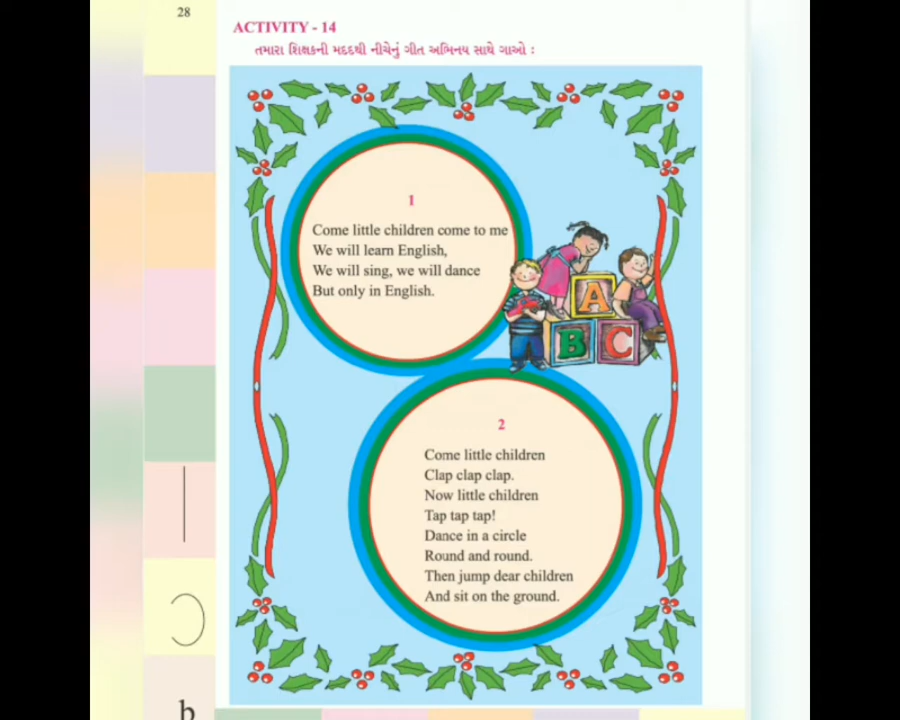 28
ACTIVITY - 14
તમારા શિક્ષકની મદદથી નીચેનું ગીત અભિનય સાથે ગાઓ :
1
Come little children come to me
We will learn English,
We will sing, we will dance
But only in English.
A
B C
2
Come little children
Clap clap clap.
Now little children
Tap tap tap!
Dance in a circle
Round and round.
Then jump dear children
And sit on the ground.
b